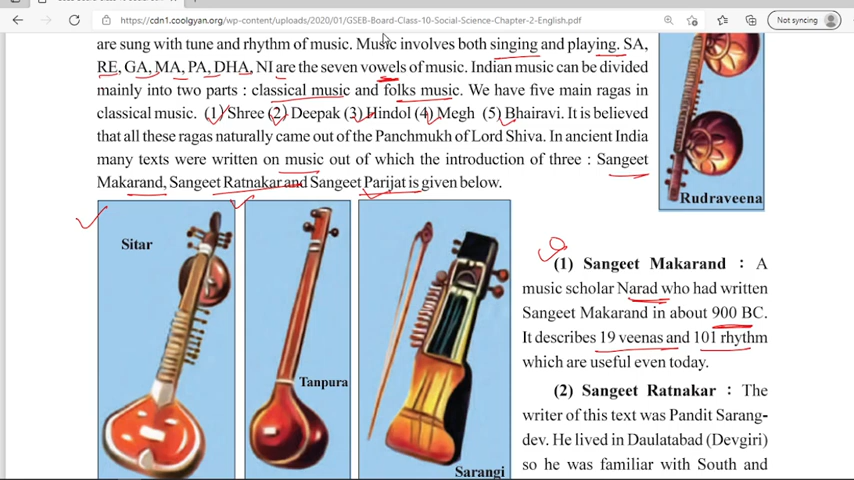 https://cdn1.coolgyan.org/wp-content/uploads/2020/01/GSEB-Board-Class-10-Social-Science-Chapter-2-English.pdf
Not syncing
are sung with tune and rhythm of music. Music involves both singing and playing. SA,
RE, GA, MA, PA, DHA, NI are the seven vowels of music. Indian music can be divided
mainly into two parts : classical music and folks music. We have five main ragas in
classical music. (1) Shree (2) Deepak (3) Hindol (4) Megh (5) Bhairavi. It is believed
that all these ragas naturally came out of the Panchmukh of Lord Shiva. In ancient India
many texts were written on music out of which the introduction of three : Sangeet
Makarand, Sangeet Ratnakar and Sangeet Parijat is given below.
Rudraveena
Sitar
Tanpura
Sarangi
(1) Sangeet Makarand : A
music scholar Narad who had written
Sangeet Makarand in about 900 BC.
It describes 19 veenas and 101 rhythm
which are useful even today.
(2) Sangeet Ratnakar : The
writer of this text was Pandit Sarang-
dev. He lived in Daulatabad (Devgiri)
so he was familiar with South and